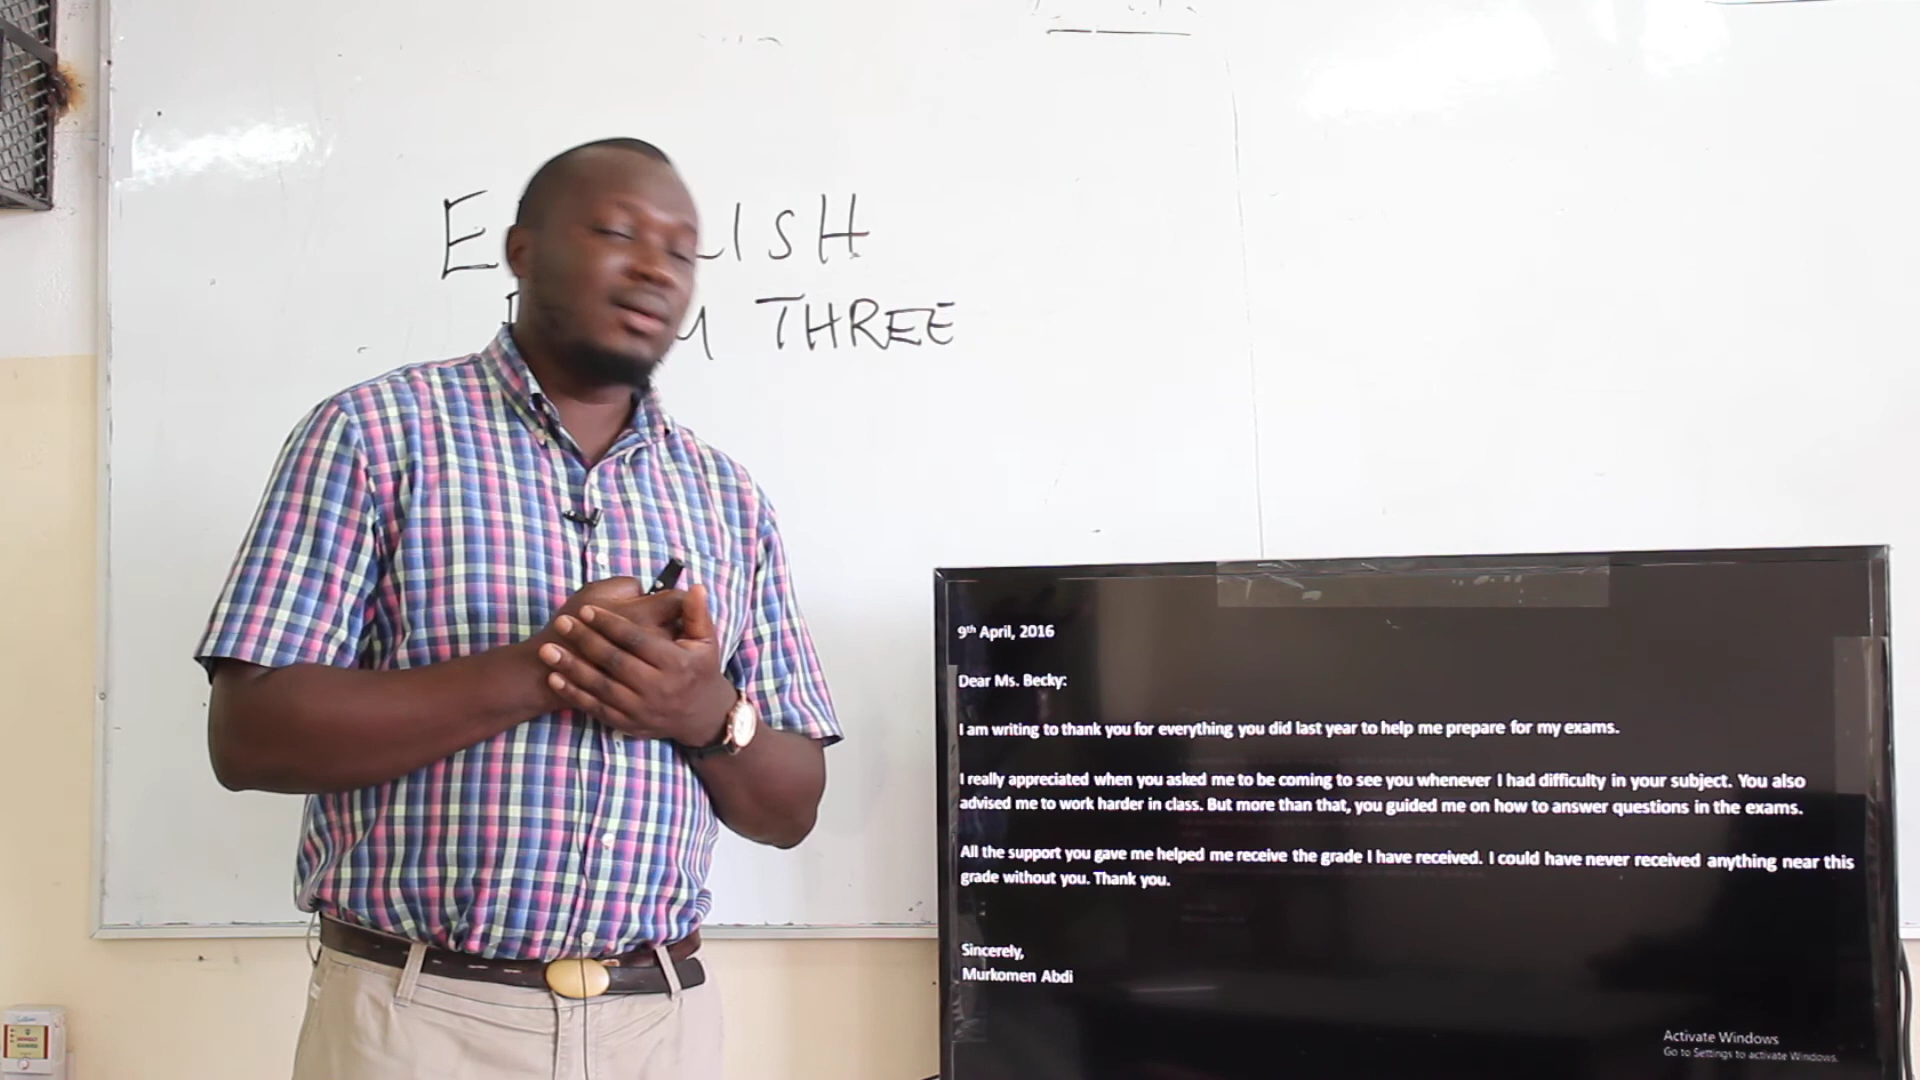 ISH
THREE
9th April, 2016
Dear Ms. Becky:
I am writing to thank you for everything you did last year to help me prepare for my exams.
I really appreciated when you asked me to be coming to see you whenever I had difficulty in your subject. You also
advised me to work harder in class. But more than that, you guided me on how to answer questions in the exams.
All the support you gave me helped me receive the grade I have received. I could have never received anything near this
grade without you. Thank you.
Sincerely,
Murkomen Abdi
Activate Windows
Go to Settings to activate Windows.